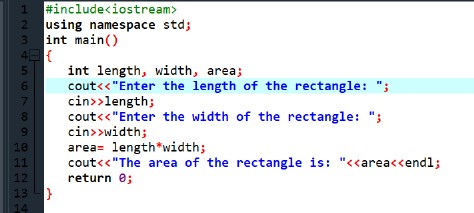 1 #include<iostream>
2 using namespace std;
3 int main()
4 {
5 int length, width, area;
6 cout<<"Enter the length of the rectangle: ";
7 cin>>length;
8 cout<<"Enter the width of the rectangle: ";
9 cin>>width;
10 area= length*width;
11 cout<<"The area of the rectangle is: "<<area<<endl;
12 return 0;
13 }
14